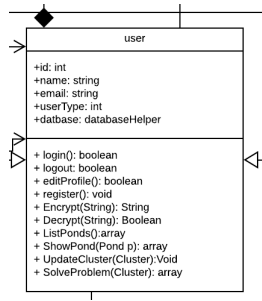 user
+id: int
+name: string
+email: string
+userType: int
+datbase: databaseHelper
+ login(): boolean
+ logout: boolean
+ editProfile(): boolean
+ register(): void
+ Encrypt(String): String
+ Decrypt(String): Boolean
+ ListPonds():array
+ ShowPond(Pond p): array
+ UpdateCluster(Cluster):Void
+ SolveProblem(Cluster): array